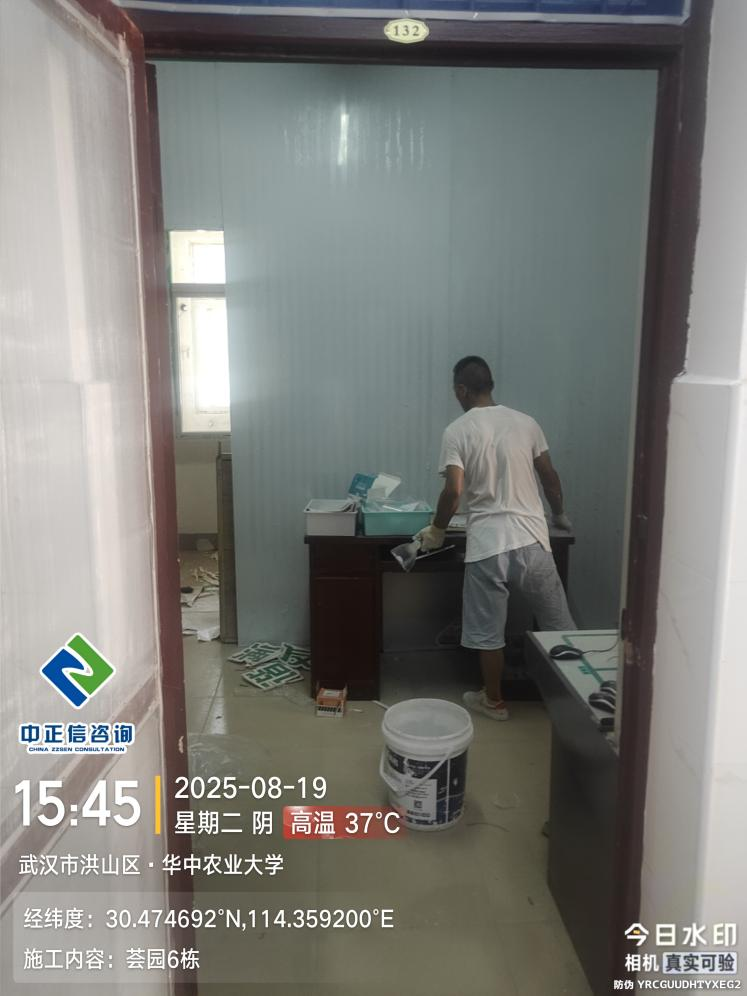 132
中正信咨询
CHINA ZZSEN CONSULTATION
15:45
2025-08-19
星期二 阴 高温 37°C
武汉市洪山区·华中农业大学
经纬度：30.474692°N,114.359200°E
施工内容：荟园6栋
今日水印
相机 真实可验
防伪 YRCGUUDHTYXEG2